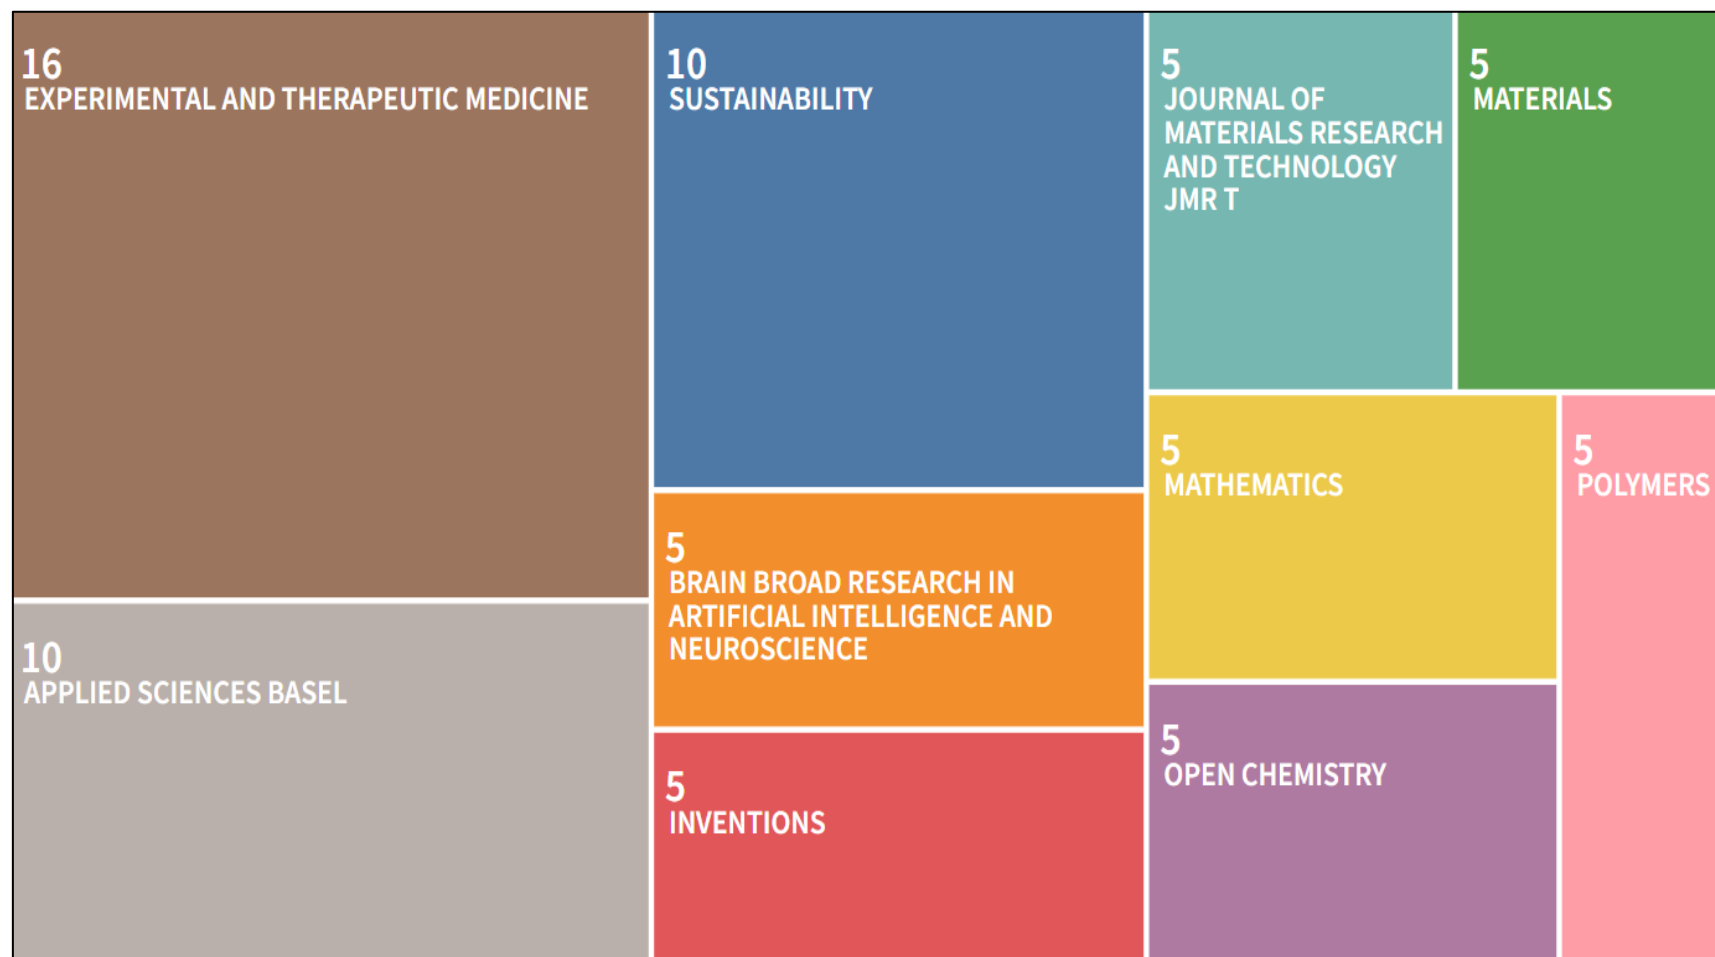 16
EXPERIMENTAL AND THERAPEUTIC MEDICINE
10
APPLIED SCIENCES BASEL
10
SUSTAINABILITY
5
BRAIN BROAD RESEARCH IN
ARTIFICIAL INTELLIGENCE AND
NEUROSCIENCE
5
INVENTIONS
5
JOURNAL OF
MATERIALS RESEARCH
AND TECHNOLOGY
JMR T
5
MATERIALS
5
MATHEMATICS
5
POLYMERS
5
OPEN CHEMISTRY